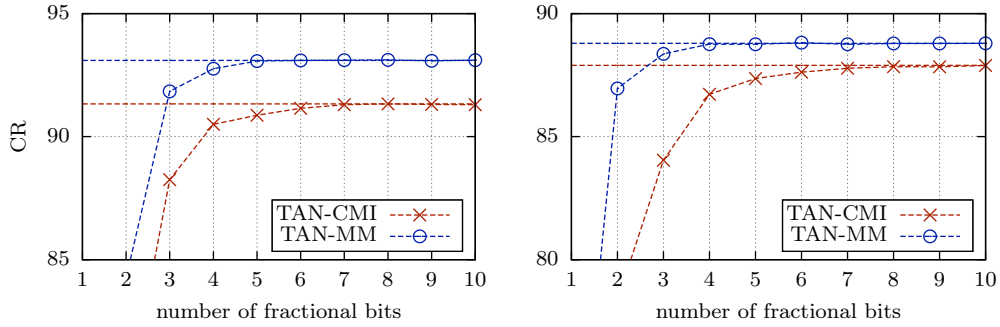 95
90
85
CR
TAN-CMI
TAN-MM
1 2 3 4 5 6 7 8 9 10
number of fractional bits
90
85
80
TAN-CMI
TAN-MM
1 2 3 4 5 6 7 8 9 10
number of fractional bits